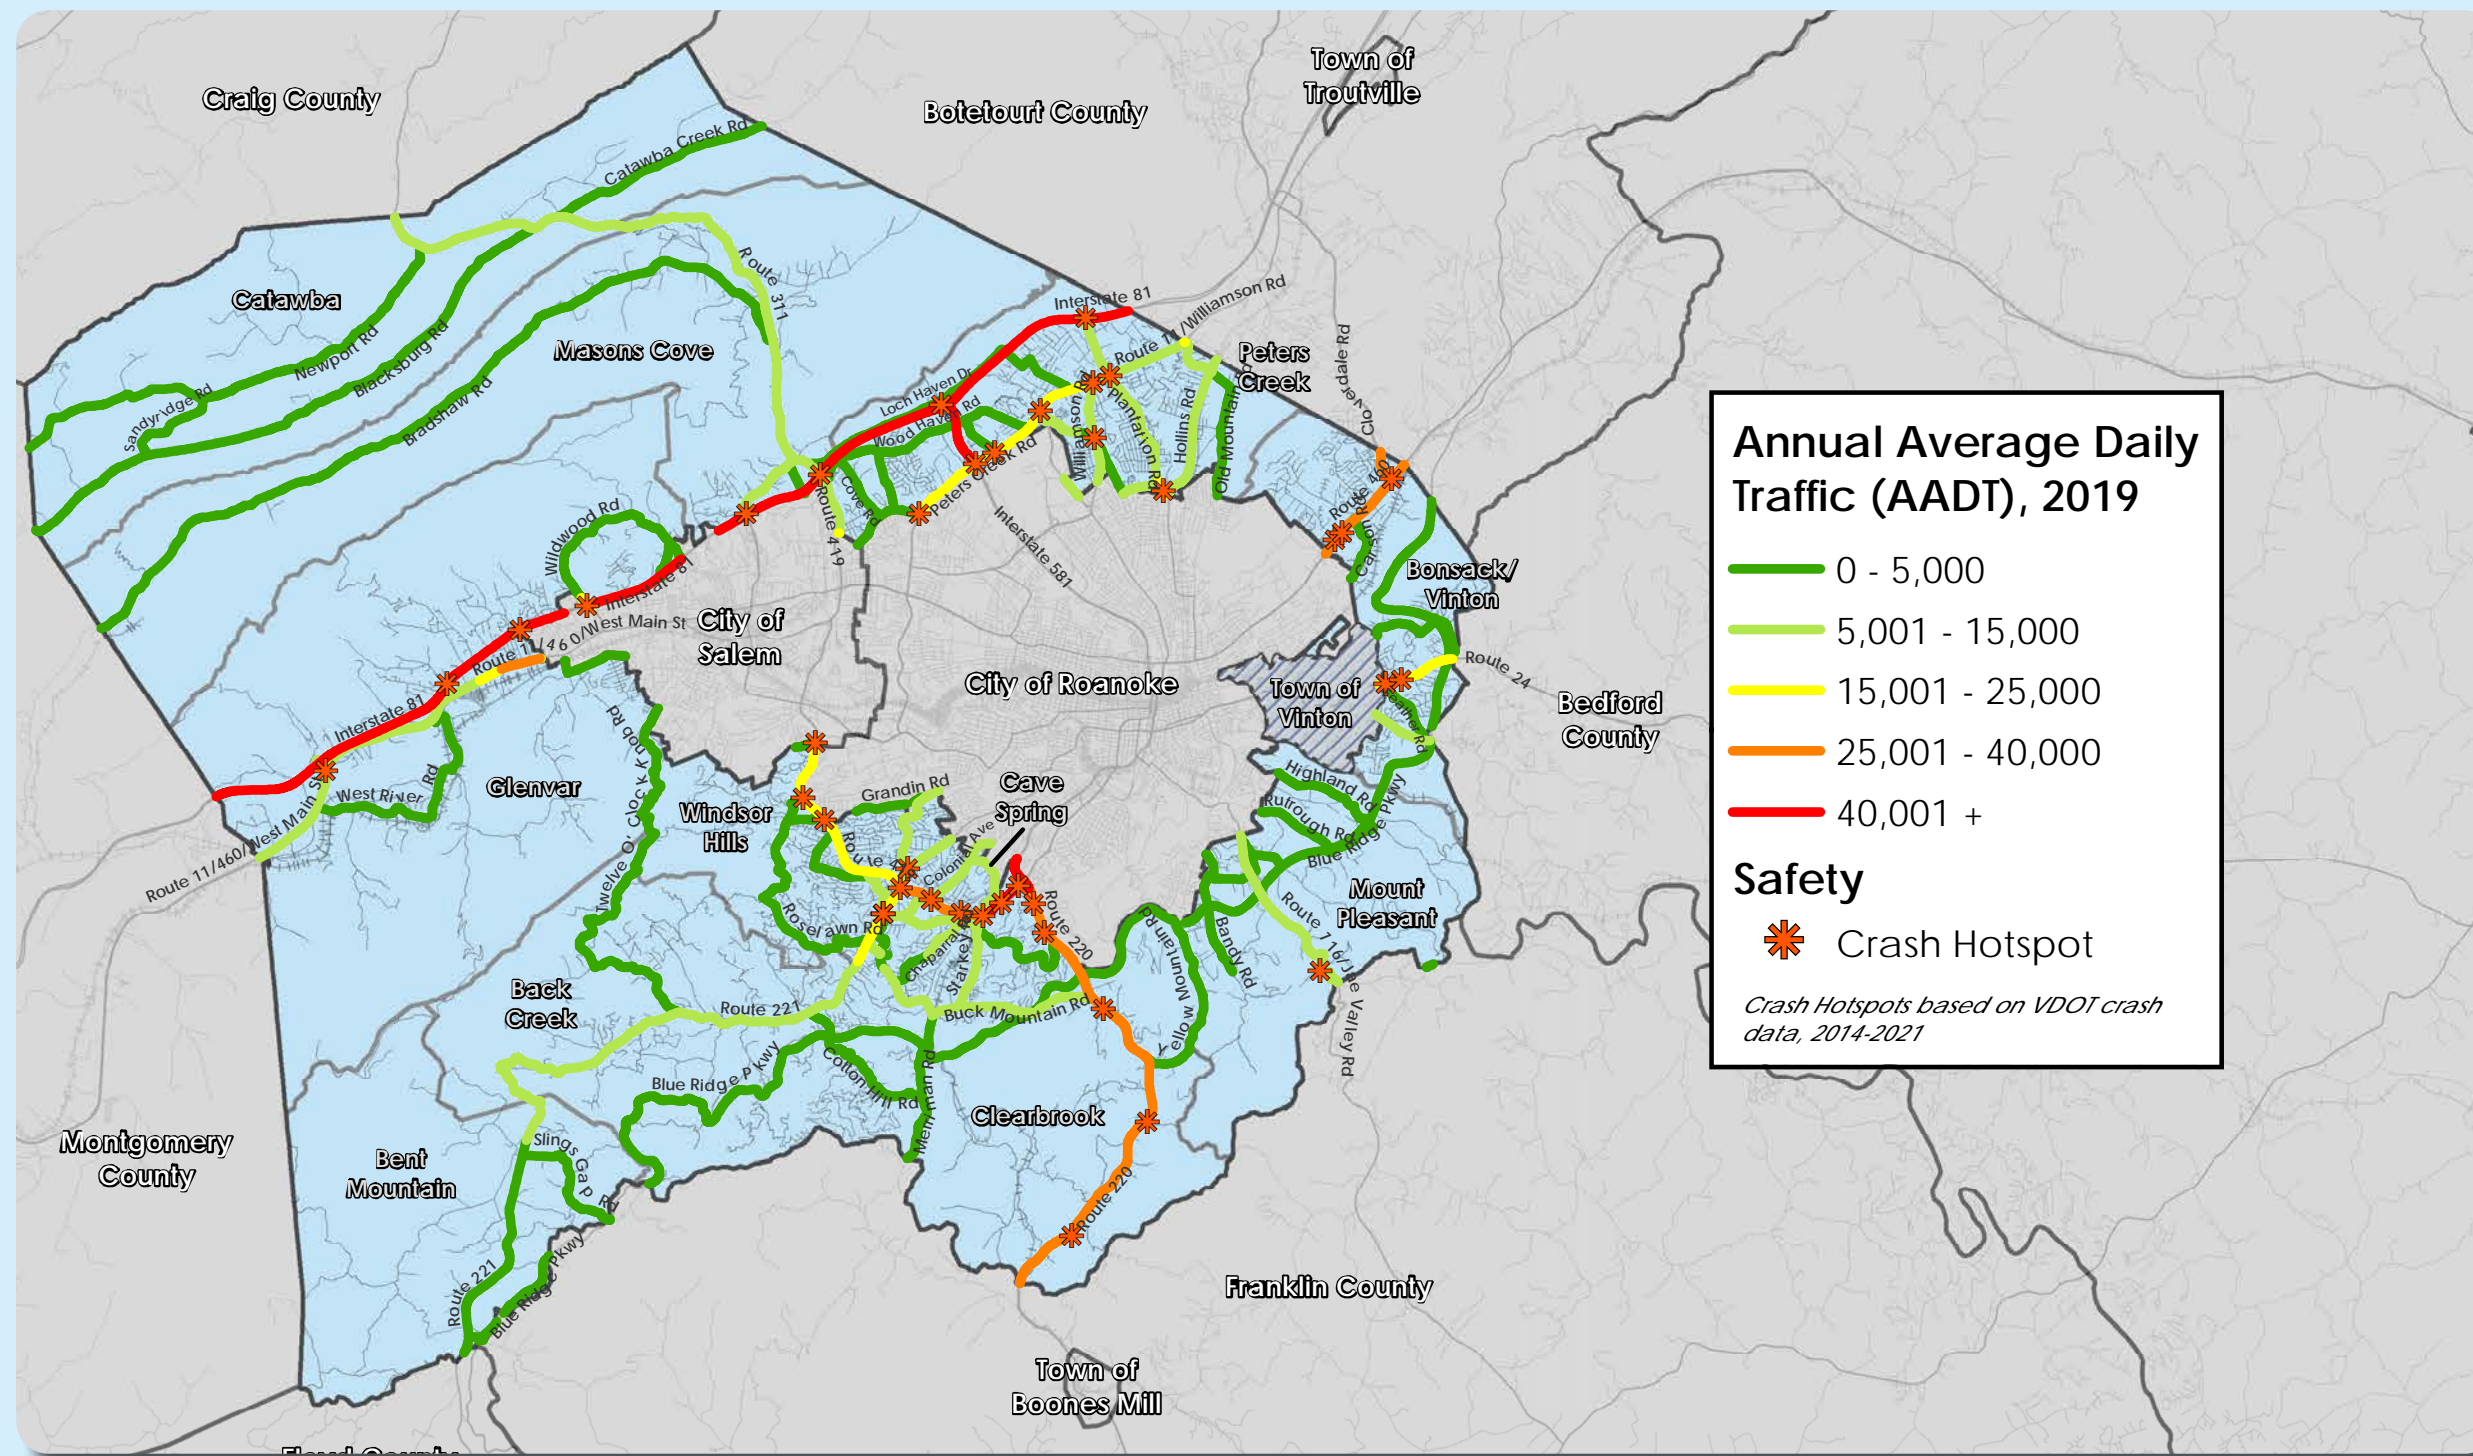 Craig County
Botetourt County
Town of
Troutville
Catawba Creek Rd
Route 311
Catawba
Masons Cove
Newport Rd
Blacksburg Rd
Bradshaw Rd
Sandyridge Rd
Interstate 81
Route 11/Williamson Rd
Peters
Creek
Cloverdale Rd
Loch Haven Dr
Wood Haven Rd
Peters Creek Rd
Williamson Rd
Plantation Rd
Hollins Rd
Old Mountain
Cove Rd
Route 419
Interstate 581
Route 460
Carson Rd
Bonsack/
Vinton
Wildwood Rd
Interstate 81
Route 11/460/West Main St
City of
Salem
City of Roanoke
Town of
Vinton
Route 24
Bedford
County
Feather Rd
Interstate 81
West River Rd
Glenvar
Route 11/460/West Main St
Twelve O'Clock Knob Rd
Windsor
Hills
Grandin Rd
Cave
Spring
Colonial Ave
Route 4
Roselawn Rd
Chaparral
Starkey Rd
Route 220
Highland Rd
Rutrough Rd
Blue Ridge Pkwy
Mount
Pleasant
Bandy Rd
Route 116/Jae Valley Rd
Yellow Mountain Rd
Back
Creek
Route 221
Buck Mountain Rd
Blue Ridge Pkwy
Cotton Hill Rd
Merriman Rd
Clearbrook
Route 220
Montgomery
County
Bent
Mountain
Slings Gap Rd
Route 221
Blue Ridge Pkwy
Franklin County
Town of
Boones Mill
Floyd County
Annual Average Daily
Traffic (AADT), 2019
0 - 5,000
5,001 - 15,000
15,001 - 25,000
25,001 - 40,000
40,001 +
Safety
Crash Hotspot
Crash Hotspots based on VDOT crash
data, 2014-2021